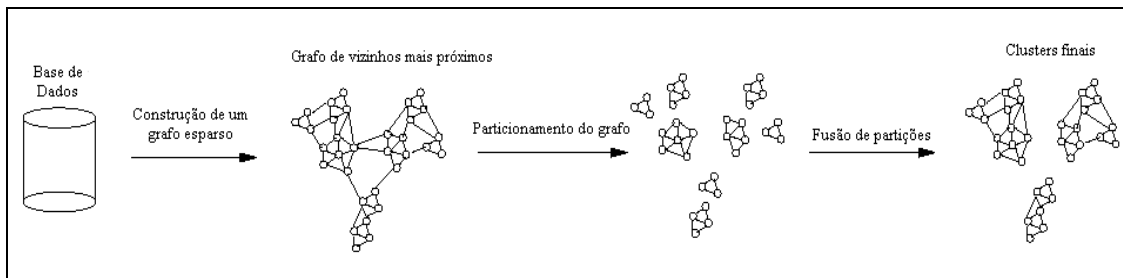 Base de
Dados
Construção de um
grafo esparso
Grafo de vizinhos mais próximos
Particionamento do grafo
Fusão de partições
Clusters finais